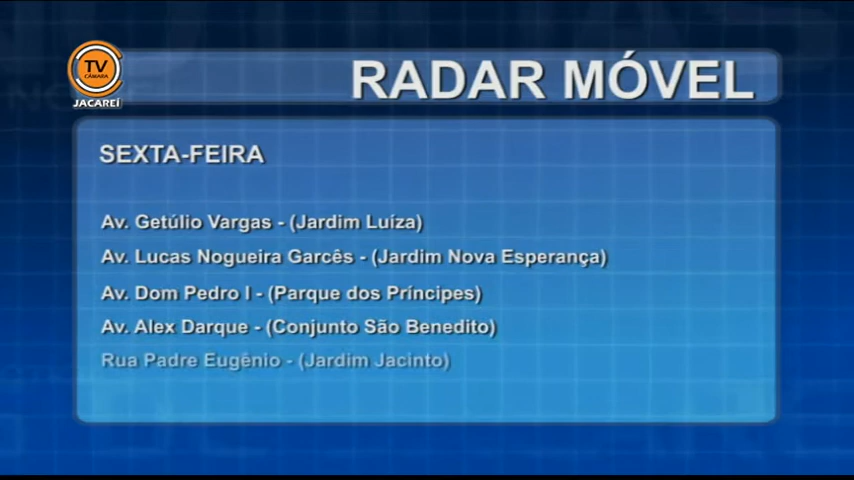 TV
CÂMARA
JACAREÍ
RADAR MÓVEL
SEXTA-FEIRA
Av. Getúlio Vargas - (Jardim Luíza)
Av. Lucas Nogueira Garcês - (Jardim Nova Esperança)
Av. Dom Pedro I - (Parque dos Príncipes)
Av. Alex Darque - (Conjunto São Benedito)
Rua Padre Eugênio - (Jardim Jacinto)